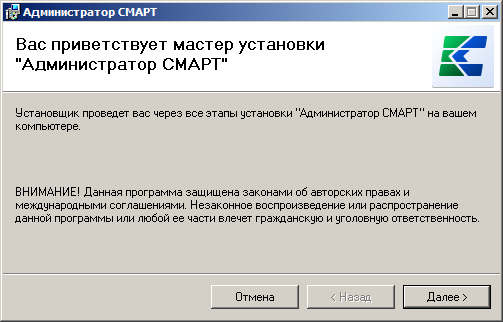 Администратор СМАРТ
Вас приветствует мастер установки
"Администратор СМАРТ"
Установщик проведет вас через все этапы установки "Администратор СМАРТ" на вашем
компьютере.
ВНИМАНИЕ! Данная программа защищена законами об авторских правах и
международными соглашениями. Незаконное воспроизведение или распространение
данной программы или любой ее части влечет гражданскую и уголовную ответственность.
Отмена
< Назад
Далее >